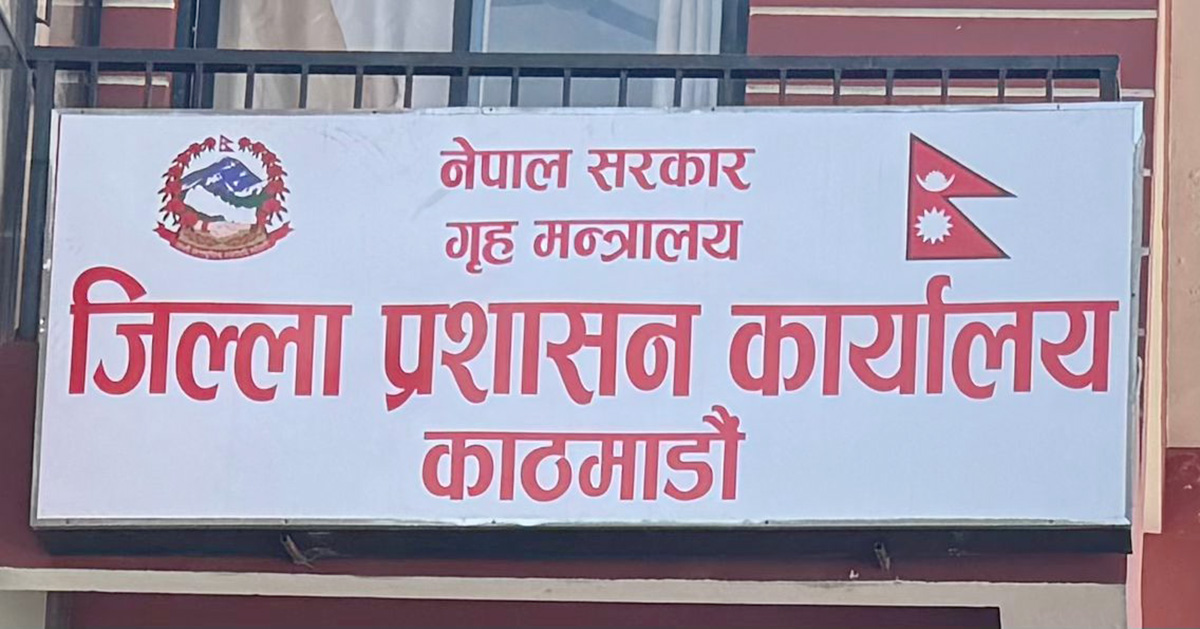 नेपाल सरकार
गृह मन्त्रालय
जिल्ला प्रशासन कार्यालय
काठमाडौं